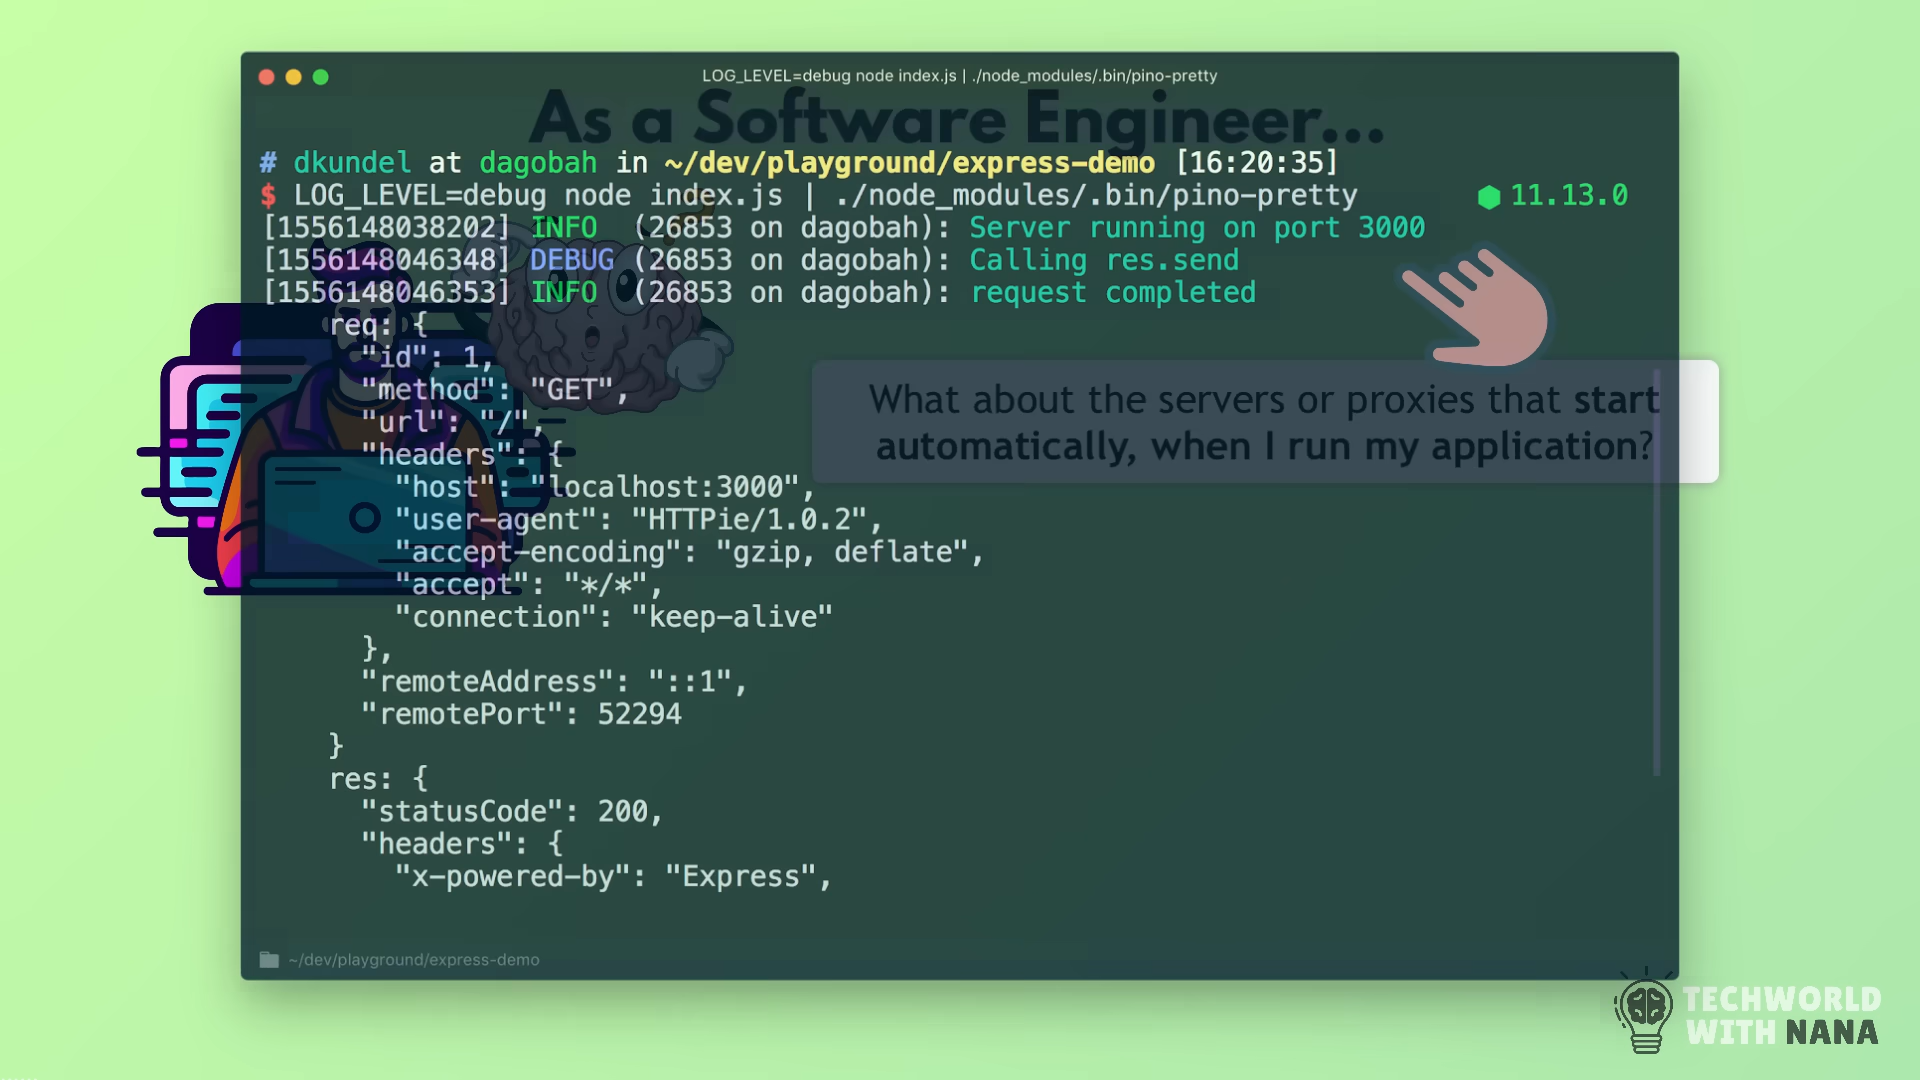 LOG_LEVEL=debug node index.js | ./node_modules/.bin/pino-pretty
As a Software Engineer...
# dkundel at dagobah in ~/dev/playground/express-demo [16:20:35]
$ LOG_LEVEL=debug node index.js | ./node_modules/.bin/pino-pretty 11.13.0
[1556148038202] INFO (26853 on dagobah): Server running on port 3000
[1556148046348] DEBUG (26853 on dagobah): Calling res.send
[1556148046353] INFO (26853 on dagobah): request completed
req: {
"id": 1,
"method": "GET",
"url": "/",
"headers": {
"host": "localhost:3000",
"user-agent": "HTTPie/1.0.2",
"accept-encoding": "gzip, deflate",
"accept": "*/*",
"connection": "keep-alive"
},
"remoteAddress": "::1",
"remotePort": 52294
}
res: {
"statusCode": 200,
"headers": {
"x-powered-by": "Express",
What about the servers or proxies that start
automatically, when I run my application?
~/dev/playground/express-demo
TECHWORLD
WITH NANA